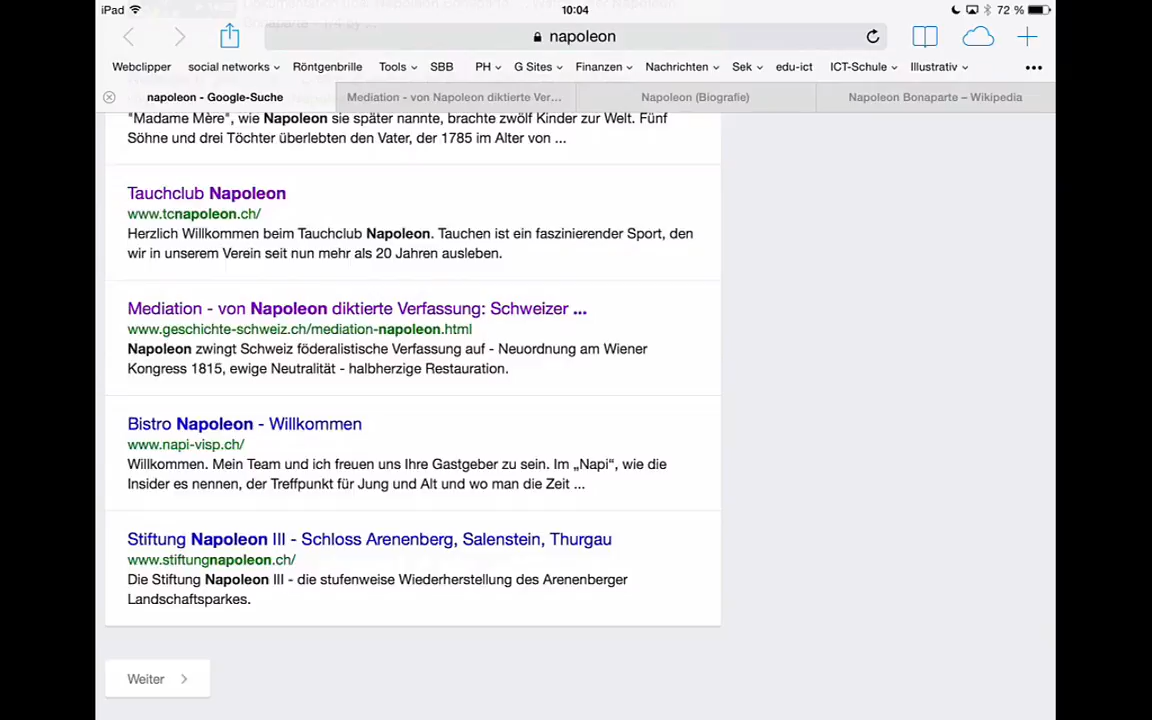 iPad 10:04 72 %
napoleon
Webclipper social networks Röntgenbrille Tools SBB PH G Sites Finanzen Nachrichten Sek edu-ict ICT-Schule Illustrativ •••
napoleon - Google-Suche Mediation - von Napoleon diktierte Ver... Napoleon (Biografie) Napoleon Bonaparte – Wikipedia
"Madame Mère", wie Napoleon sie später nannte, brachte zwölf Kinder zur Welt. Fünf
Söhne und drei Töchter überlebten den Vater, der 1785 im Alter von ...
Tauchclub Napoleon
www.tcnapoleon.ch/
Herzlich Willkommen beim Tauchclub Napoleon. Tauchen ist ein faszinierender Sport, den
wir in unserem Verein seit nun mehr als 20 Jahren ausleben.
Mediation - von Napoleon diktierte Verfassung: Schweizer ...
www.geschichte-schweiz.ch/mediation-napoleon.html
Napoleon zwingt Schweiz föderalistische Verfassung auf - Neuordnung am Wiener
Kongress 1815, ewige Neutralität - halbherzige Restauration.
Bistro Napoleon - Willkommen
www.napi-visp.ch/
Willkommen. Mein Team und ich freuen uns Ihre Gastgeber zu sein. Im „Napi“, wie die
Insider es nennen, der Treffpunkt für Jung und Alt und wo man die Zeit ...
Stiftung Napoleon III - Schloss Arenenberg, Salenstein, Thurgau
www.stiftungnapoleon.ch/
Die Stiftung Napoleon III - die stufenweise Wiederherstellung des Arenenberger
Landschaftsparkes.
Weiter